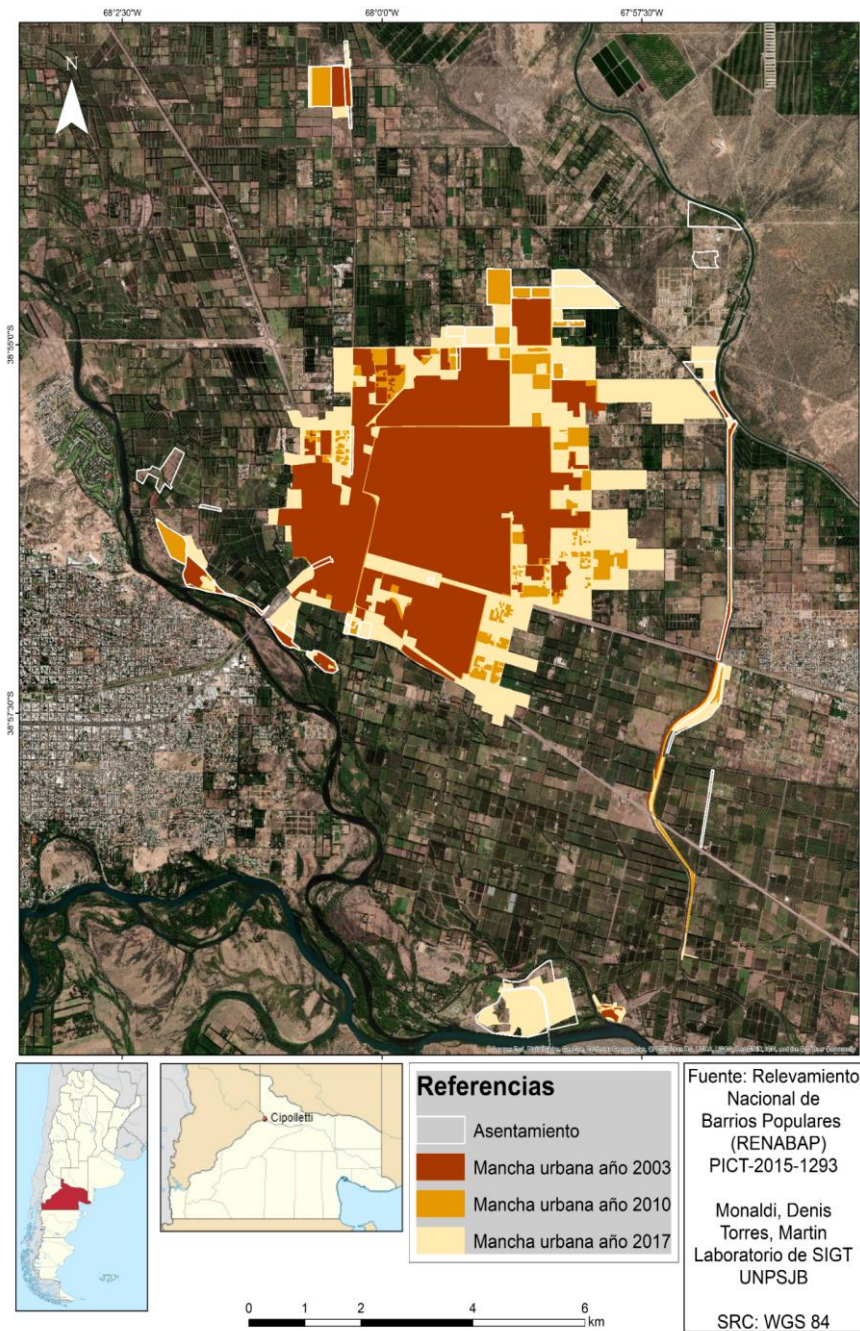 68°2'30"W 68°0'0"W 67°57'30"W
N
38°55'0"S
38°57'30"S
Cipolletti
Referencias
Asentamiento
Mancha urbana año 2003
Mancha urbana año 2010
Mancha urbana año 2017
Fuente: Relevamiento
Nacional de
Barrios Populares
(RENABAP)
PICT-2015-1293
Monaldi, Denis
Torres, Martin
Laboratorio de SIGT
UNPSJB
SRC: WGS 84
0 1 2 4 6
km